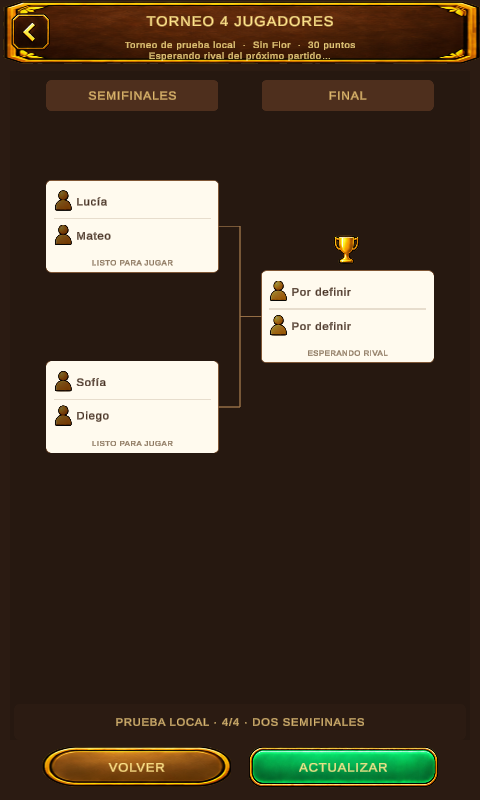 TORNEO 4 JUGADORES
Torneo de prueba local · Sin Flor · 30 puntos
Esperando rival del próximo partido...
SEMIFINALES
FINAL
Lucía
Mateo
LISTO PARA JUGAR
Por definir
Por definir
ESPERANDO RIVAL
Sofía
Diego
LISTO PARA JUGAR
PRUEBA LOCAL · 4/4 · DOS SEMIFINALES
VOLVER
ACTUALIZAR